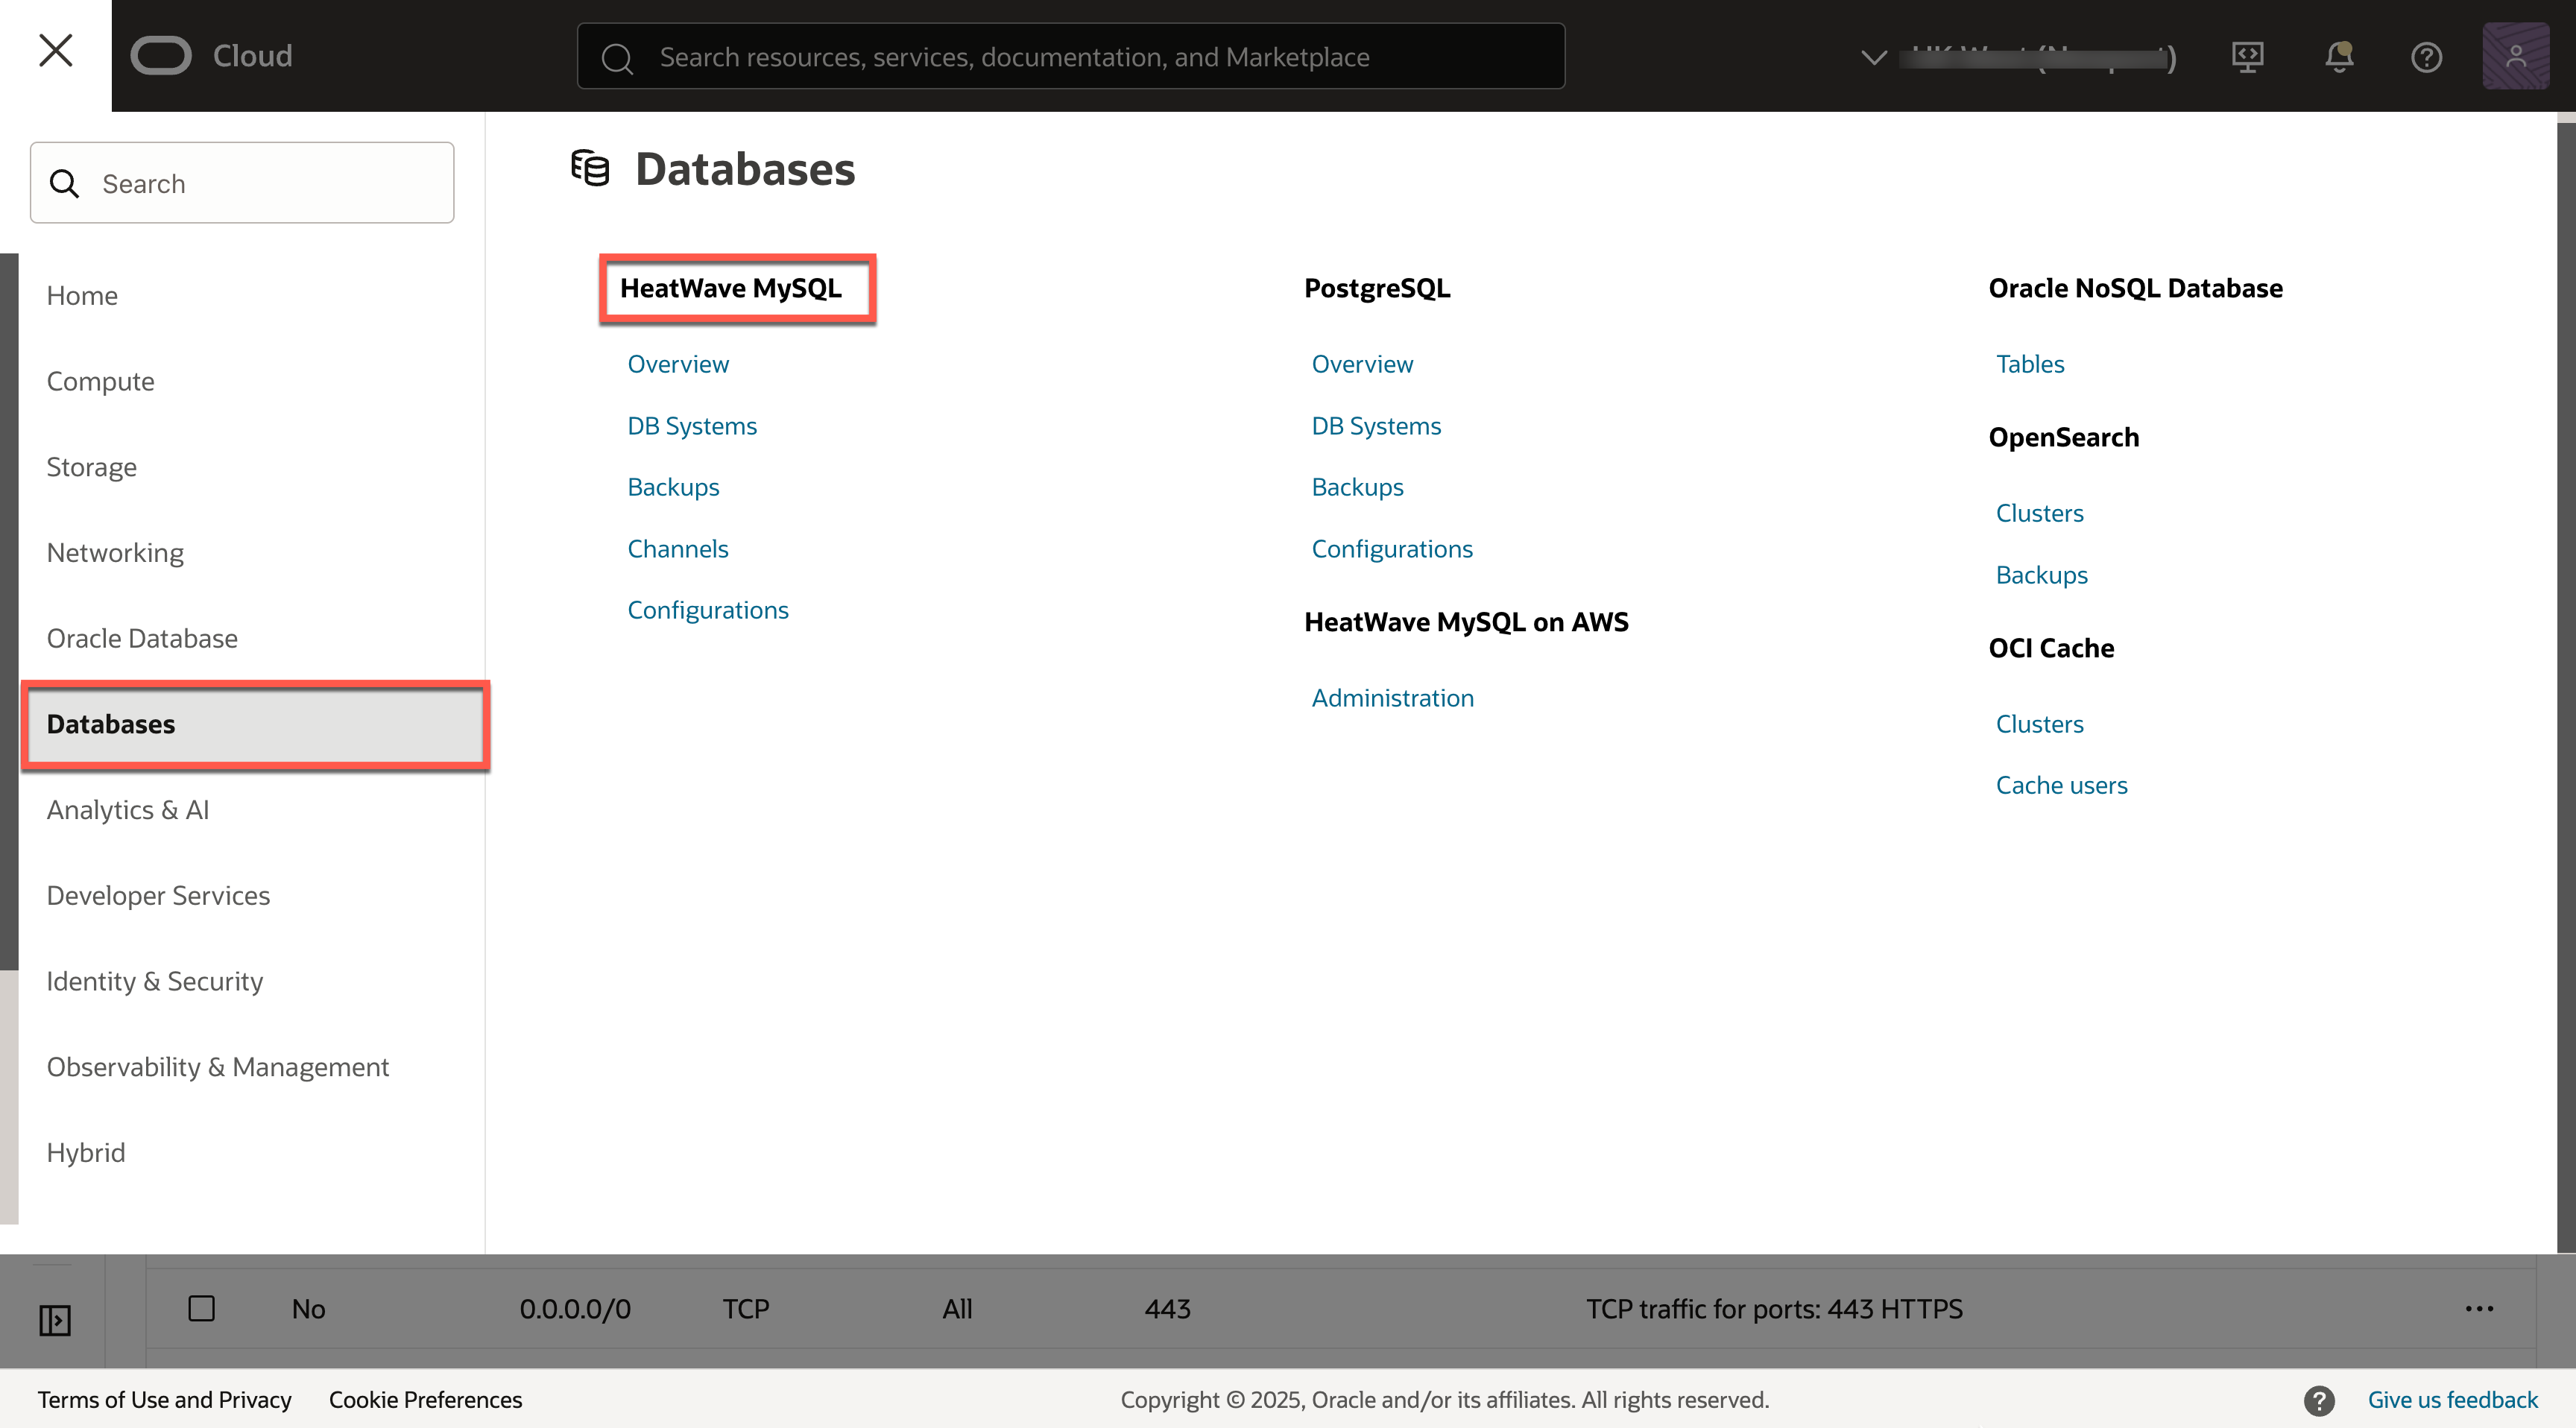 Cloud
Search resources, services, documentation, and Marketplace
Search
Home
Compute
Storage
Networking
Oracle Database
Databases
Analytics & AI
Developer Services
Identity & Security
Observability & Management
Hybrid
Databases
HeatWave MySQL
Overview
DB Systems
Backups
Channels
Configurations
PostgreSQL
Overview
DB Systems
Backups
Configurations
HeatWave MySQL on AWS
Administration
Oracle NoSQL Database
Tables
OpenSearch
Clusters
Backups
OCI Cache
Clusters
Cache users
No 0.0.0.0/0 TCP All 443 TCP traffic for ports: 443 HTTPS
Terms of Use and Privacy Cookie Preferences Copyright © 2025, Oracle and/or its affiliates. All rights reserved. Give us feedback